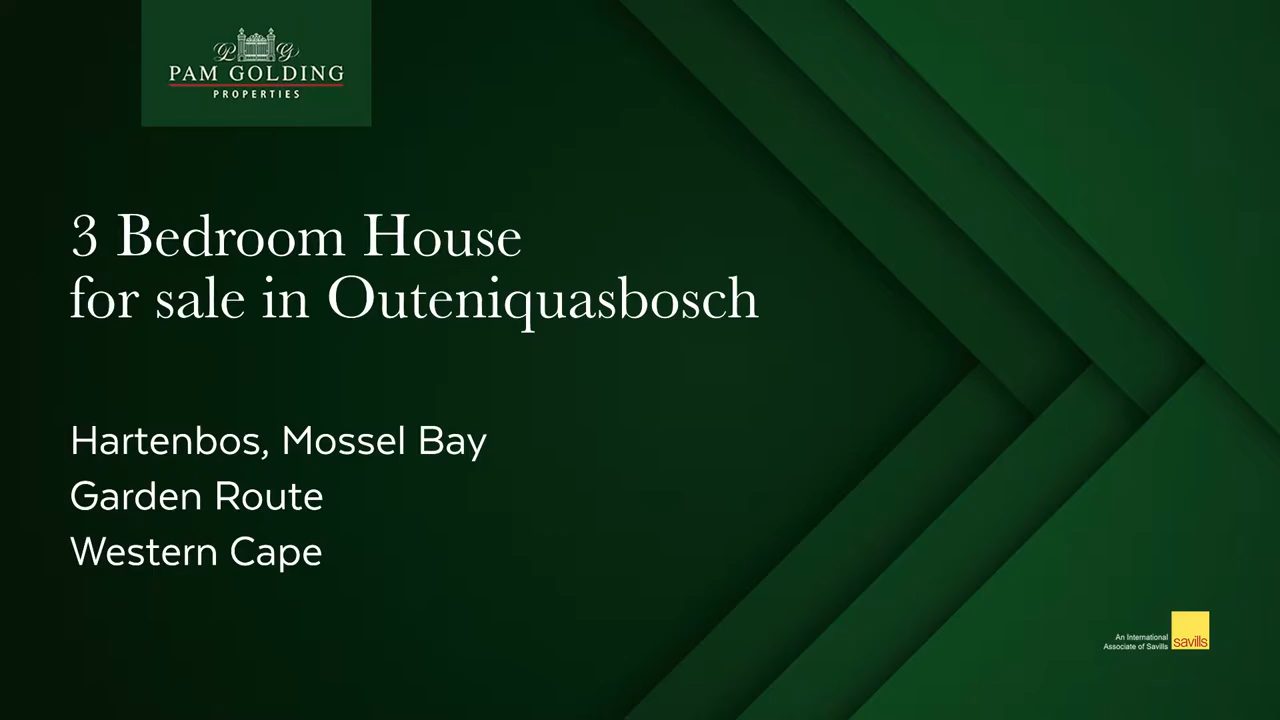 P G
PAM GOLDING
PROPERTIES
3 Bedroom House
for sale in Outeniquasbosch
Hartenbos, Mossel Bay
Garden Route
Western Cape
An International
Associate of Savills
savills